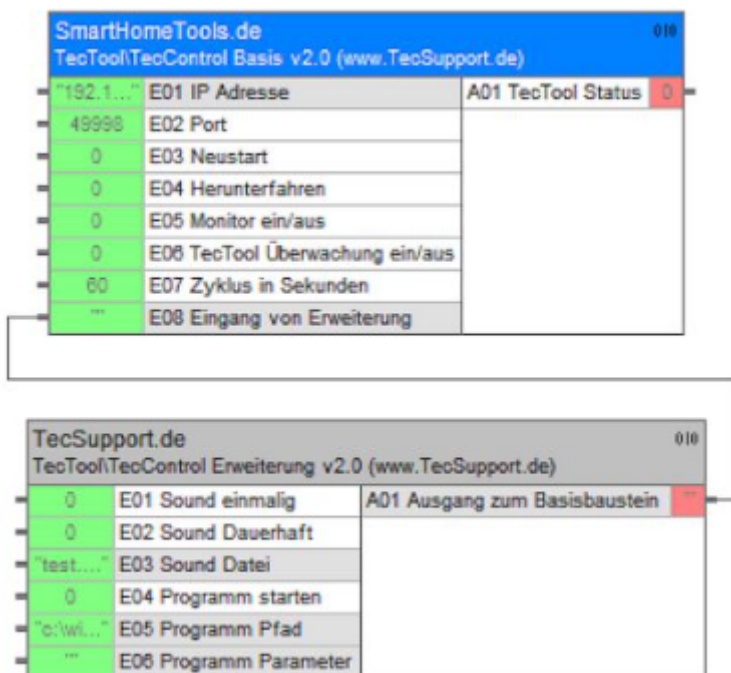 SmartHomeTools.de 010
TecTool\TecControl Basis v2.0 (www.TecSupport.de)
"192.1..." E01 IP Adresse A01 TecTool Status 0
49998 E02 Port
0 E03 Neustart
0 E04 Herunterfahren
0 E05 Monitor ein/aus
0 E06 TecTool Überwachung ein/aus
60 E07 Zyklus in Sekunden
"" E08 Eingang von Erweiterung
TecSupport.de 010
TecTool\TecControl Erweiterung v2.0 (www.TecSupport.de)
0 E01 Sound einmalig A01 Ausgang zum Basisbaustein ""
0 E02 Sound Dauerhaft
"test...." E03 Sound Datei
0 E04 Programm starten
"c:\wi..." E05 Programm Pfad
"" E06 Programm Parameter